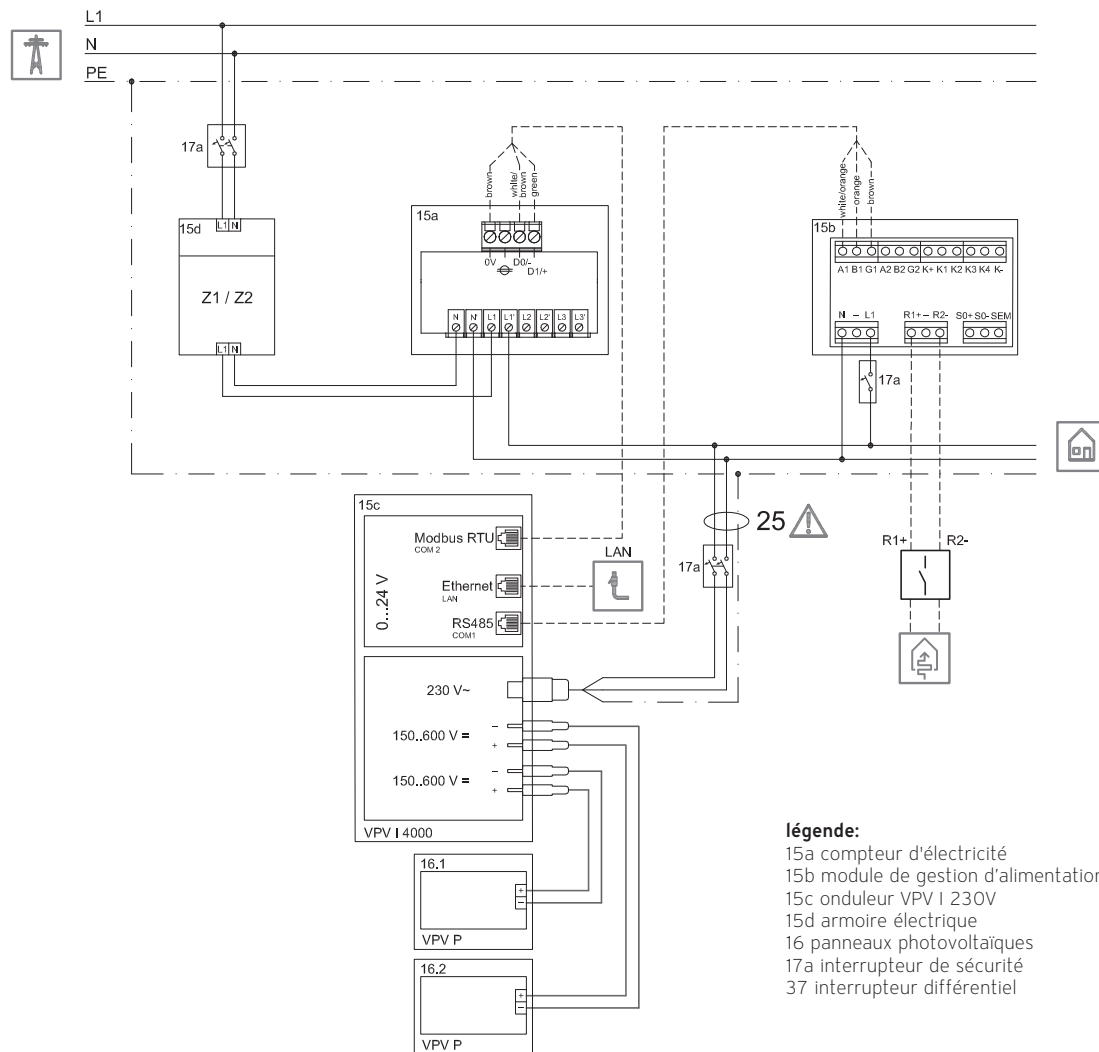 L1
N
PE
17a
15d
L1 N
Z1 / Z2
L1 N
brown
white/
brown
green
15a
0V D0/-
D1/+
N N' L1 L1' L2 L2' L3 L3'
white/orange
orange
brown
15b
A1 B1 G1 A2 B2 G2 K+ K1 K2 K3 K4 K-
N – L1 R1+ – R2- S0+ S0- SEM
17a
15c
Modbus RTU
COM 2
Ethernet
LAN
RS485
COM1
0...24 V
LAN
25
17a
R1+ R2-
230 V~
– 
150..600 V =
+
–
150..600 V =
+
VPV I 4000
16.1
+
–
VPV P
16.2
+
–
VPV P
légende:
15a compteur d'électricité
15b module de gestion d'alimentation
15c onduleur VPV I 230V
15d armoire électrique
16 panneaux photovoltaïques
17a interrupteur de sécurité
37 interrupteur différentiel